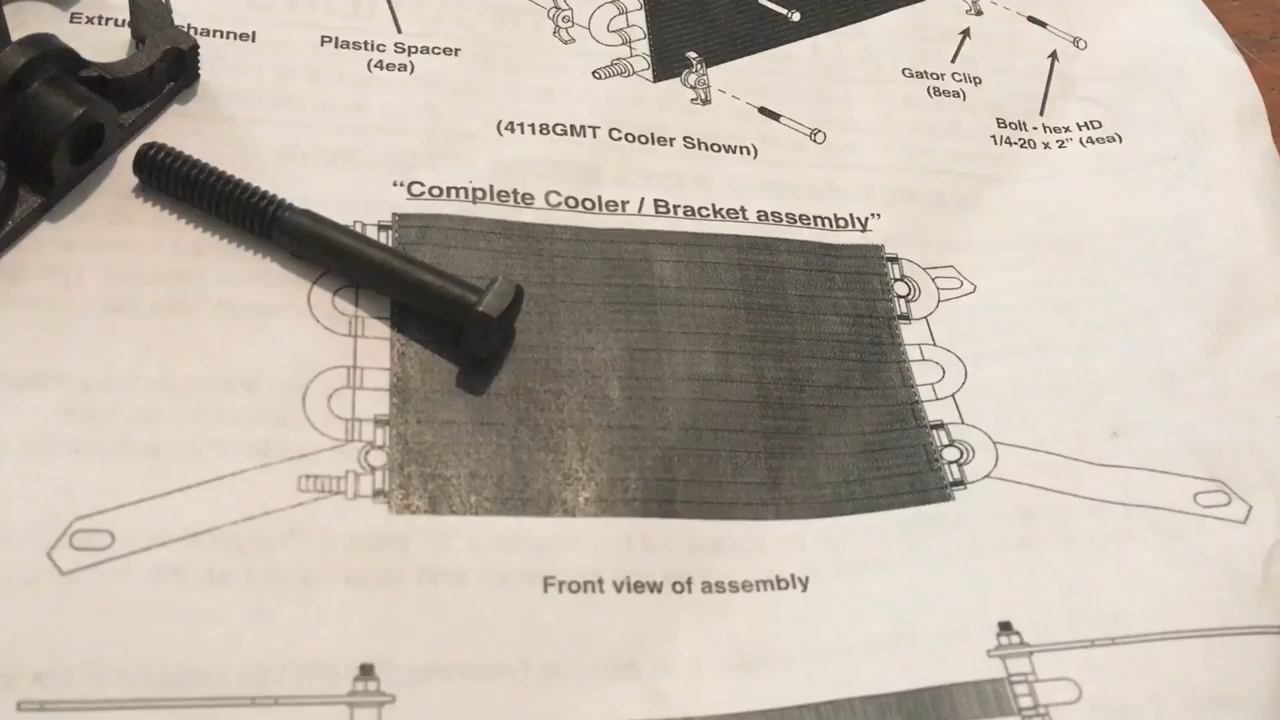 Plastic Spacer
(4ea)
Gator Clip
(8ea)
Bolt - hex HD
1/4-20 x 2" (4ea)
(4118GMT Cooler Shown)
“Complete Cooler / Bracket assembly”
Front view of assembly